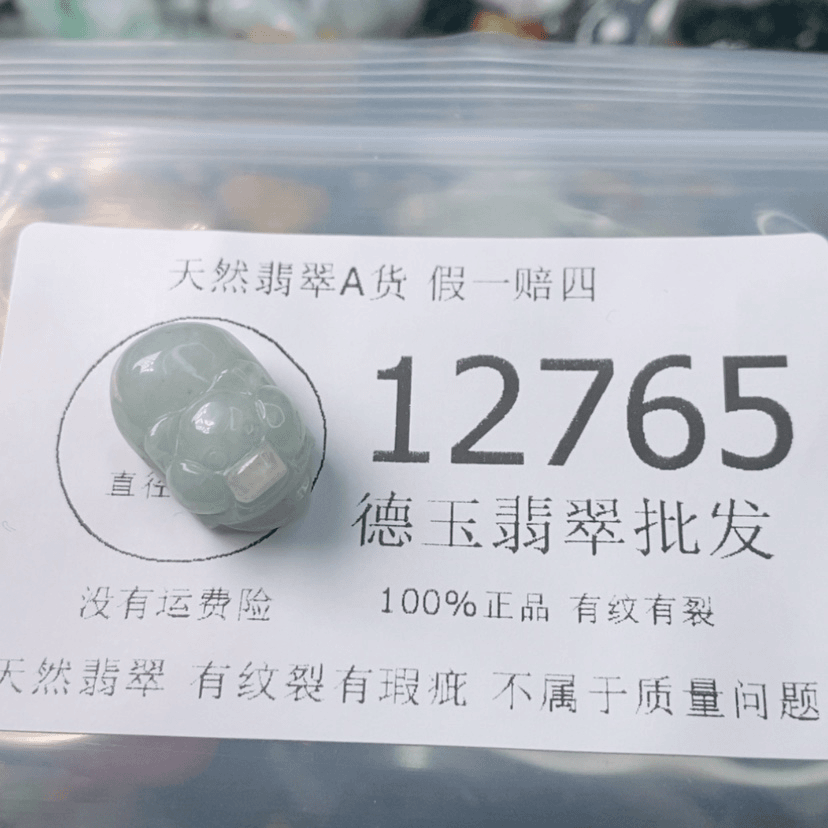 天然翡翠A货 假一赔四
12765
直径
德玉翡翠批发
没有运费险
100%正品 有纹有裂
天然翡翠 有纹裂有瑕疵 不属于质量问题